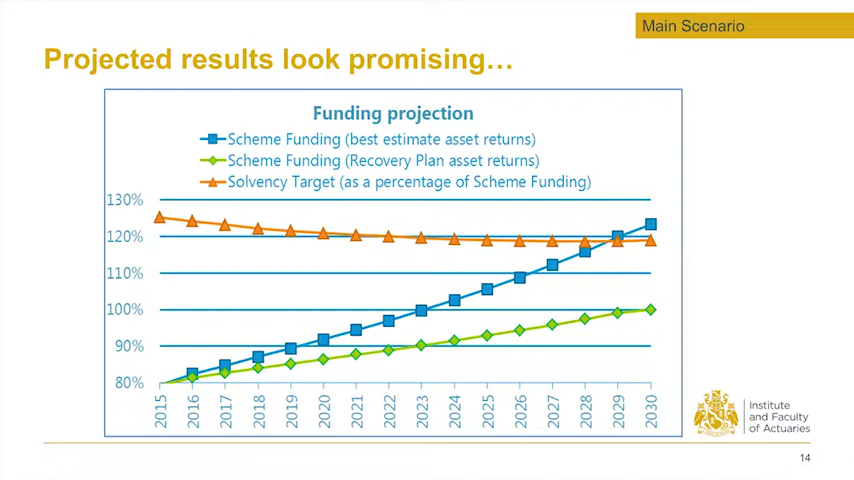 Main Scenario
Projected results look promising…
Funding projection
Scheme Funding (best estimate asset returns)
Scheme Funding (Recovery Plan asset returns)
Solvency Target (as a percentage of Scheme Funding)
130%
120%
110%
100%
90%
80%
2015 2016 2017 2018 2019 2020 2021 2022 2023 2024 2025 2026 2027 2028 2029 2030
Institute
and Faculty
of Actuaries
14